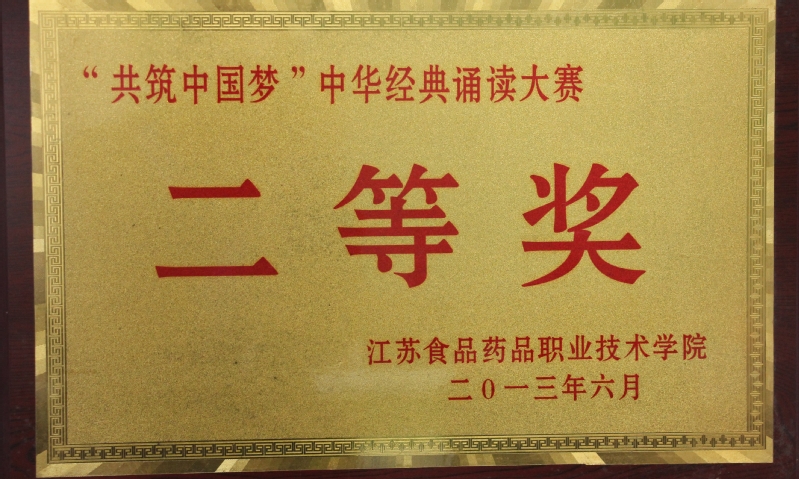 “共筑中国梦”中华经典诵读大赛
二等奖
江苏食品药品职业技术学院
二0一三年六月